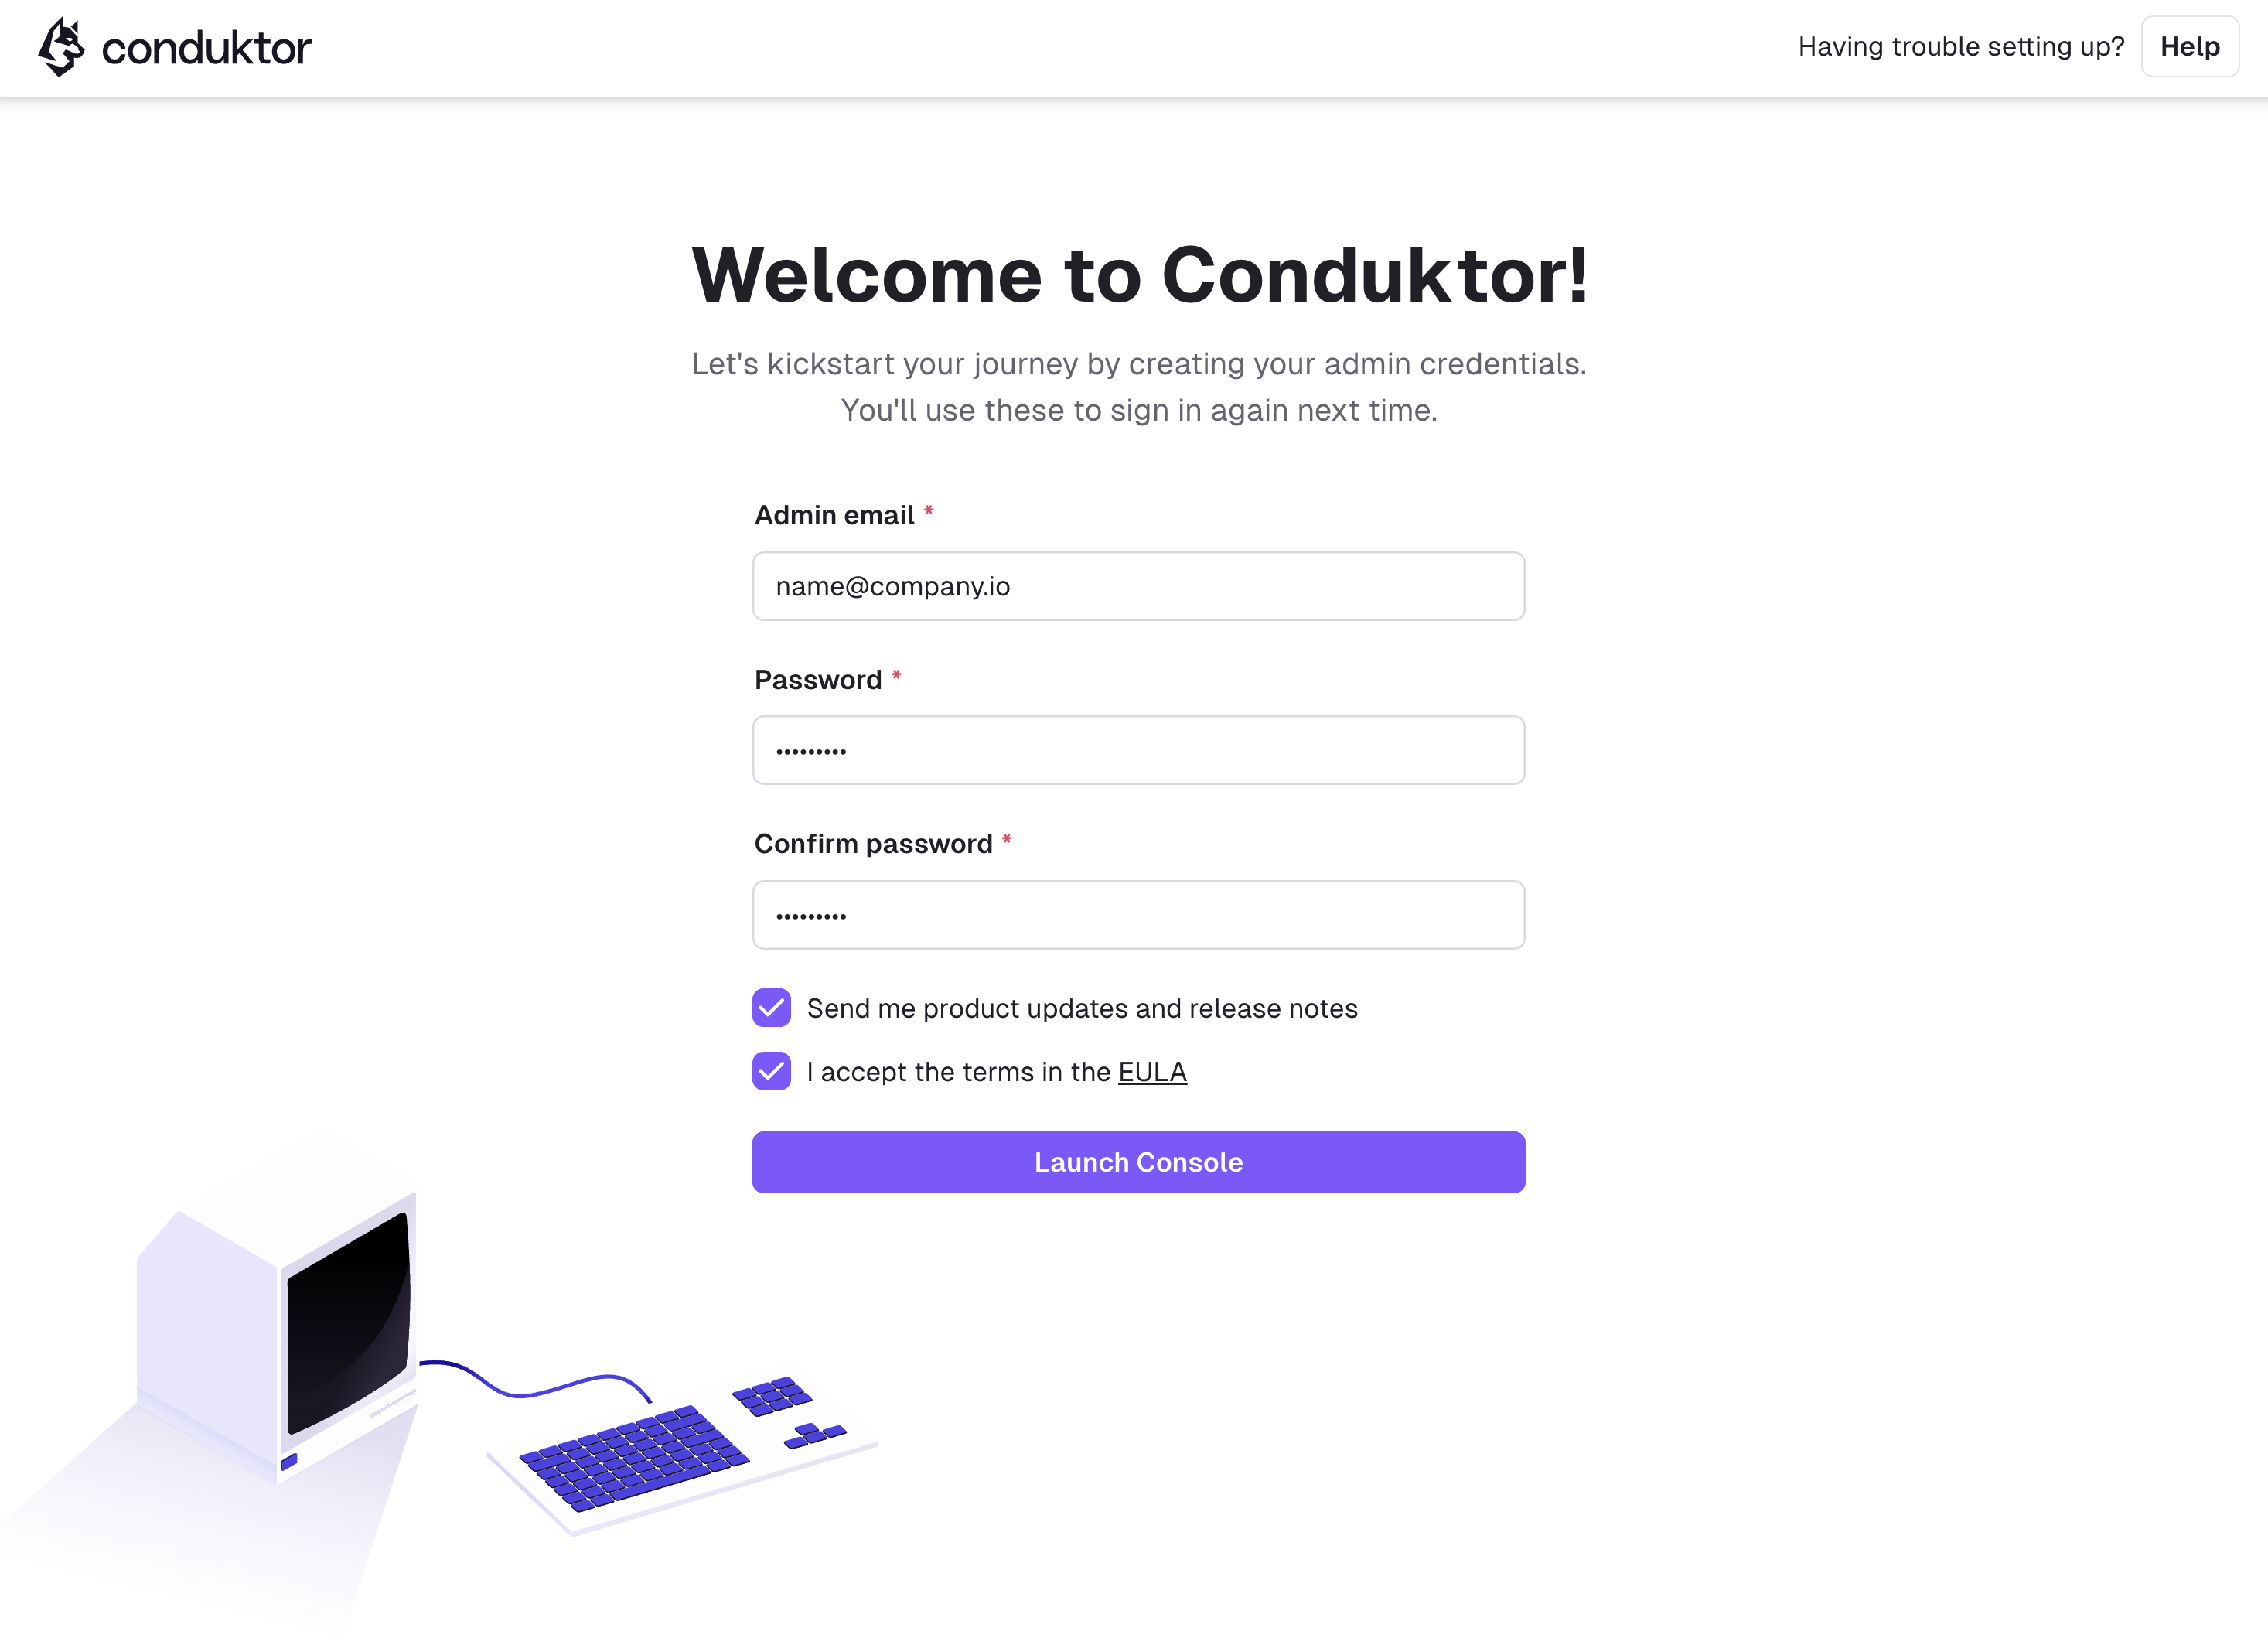 conduktor
Having trouble setting up? Help
Welcome to Conduktor!
Let's kickstart your journey by creating your admin credentials.
You'll use these to sign in again next time.
Admin email *
name@company.io
Password *
•••••••••
Confirm password *
•••••••••
Send me product updates and release notes
I accept the terms in the EULA
Launch Console